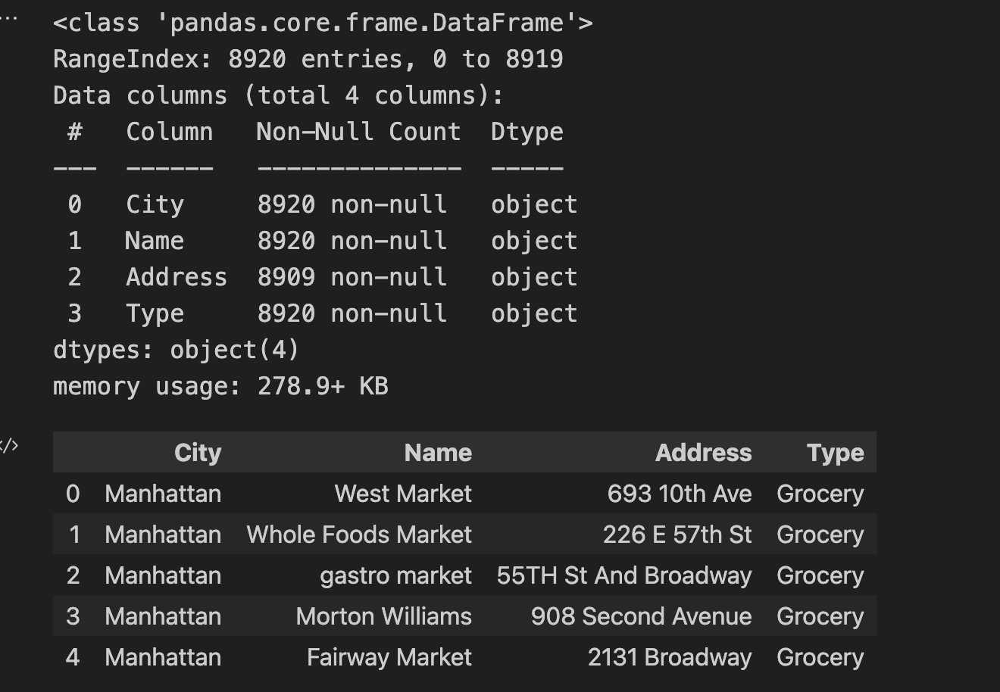 ...
<class 'pandas.core.frame.DataFrame'>
RangeIndex: 8920 entries, 0 to 8919
Data columns (total 4 columns):
 #   Column   Non-Null Count  Dtype
---  ------   --------------  -----
 0   City     8920 non-null   object
 1   Name     8920 non-null   object
 2   Address  8909 non-null   object
 3   Type     8920 non-null   object
dtypes: object(4)
memory usage: 278.9+ KB
</>
City Name Address Type
0 Manhattan West Market 693 10th Ave Grocery
1 Manhattan Whole Foods Market 226 E 57th St Grocery
2 Manhattan gastro market 55TH St And Broadway Grocery
3 Manhattan Morton Williams 908 Second Avenue Grocery
4 Manhattan Fairway Market 2131 Broadway Grocery